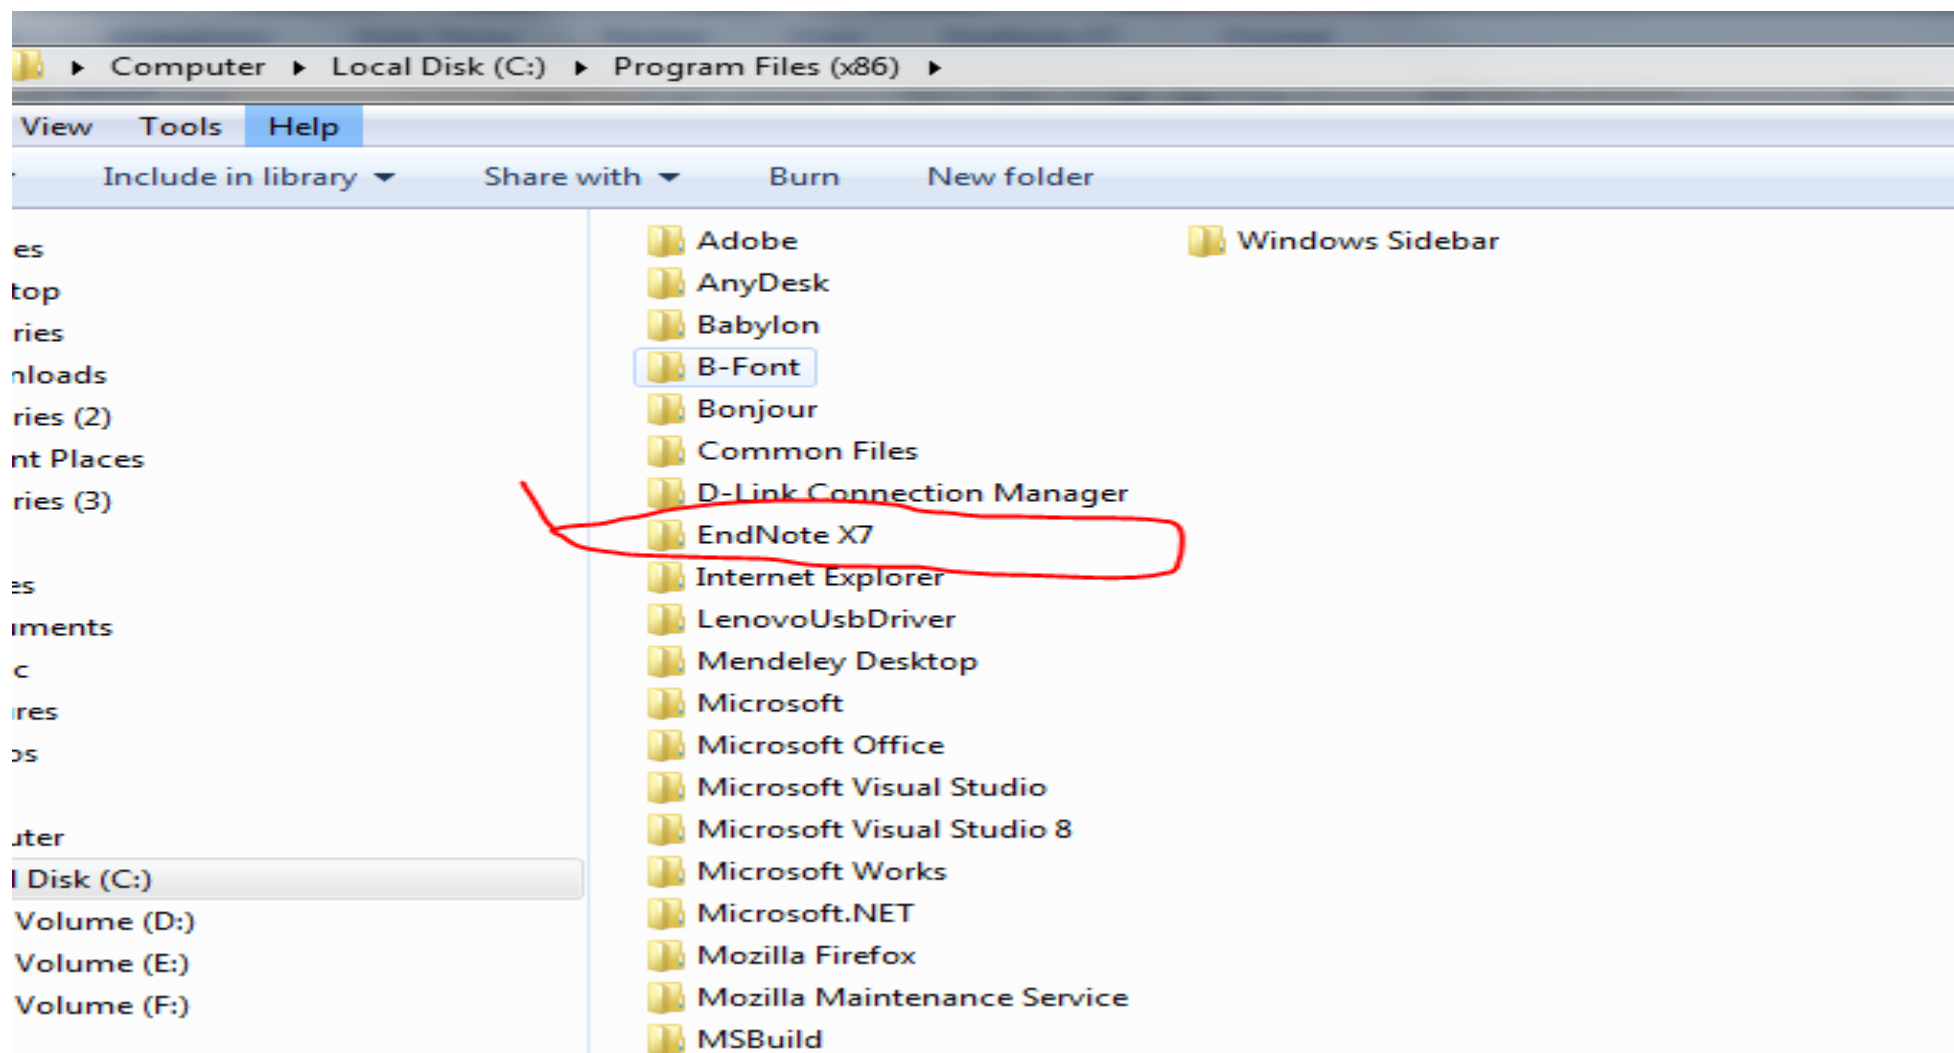 Computer Local Disk (C:) Program Files (x86)
View Tools Help
Include in library Share with Burn New folder
es
top
ries
nloads
ries (2)
nt Places
ries (3)
es
ments
c
res
os
uter
l Disk (C:)
Volume (D:)
Volume (E:)
Volume (F:)
Adobe
AnyDesk
Babylon
B-Font
Bonjour
Common Files
D-Link Connection Manager
EndNote X7
Internet Explorer
LenovoUsbDriver
Mendeley Desktop
Microsoft
Microsoft Office
Microsoft Visual Studio
Microsoft Visual Studio 8
Microsoft Works
Microsoft.NET
Mozilla Firefox
Mozilla Maintenance Service
MSBuild
Windows Sidebar